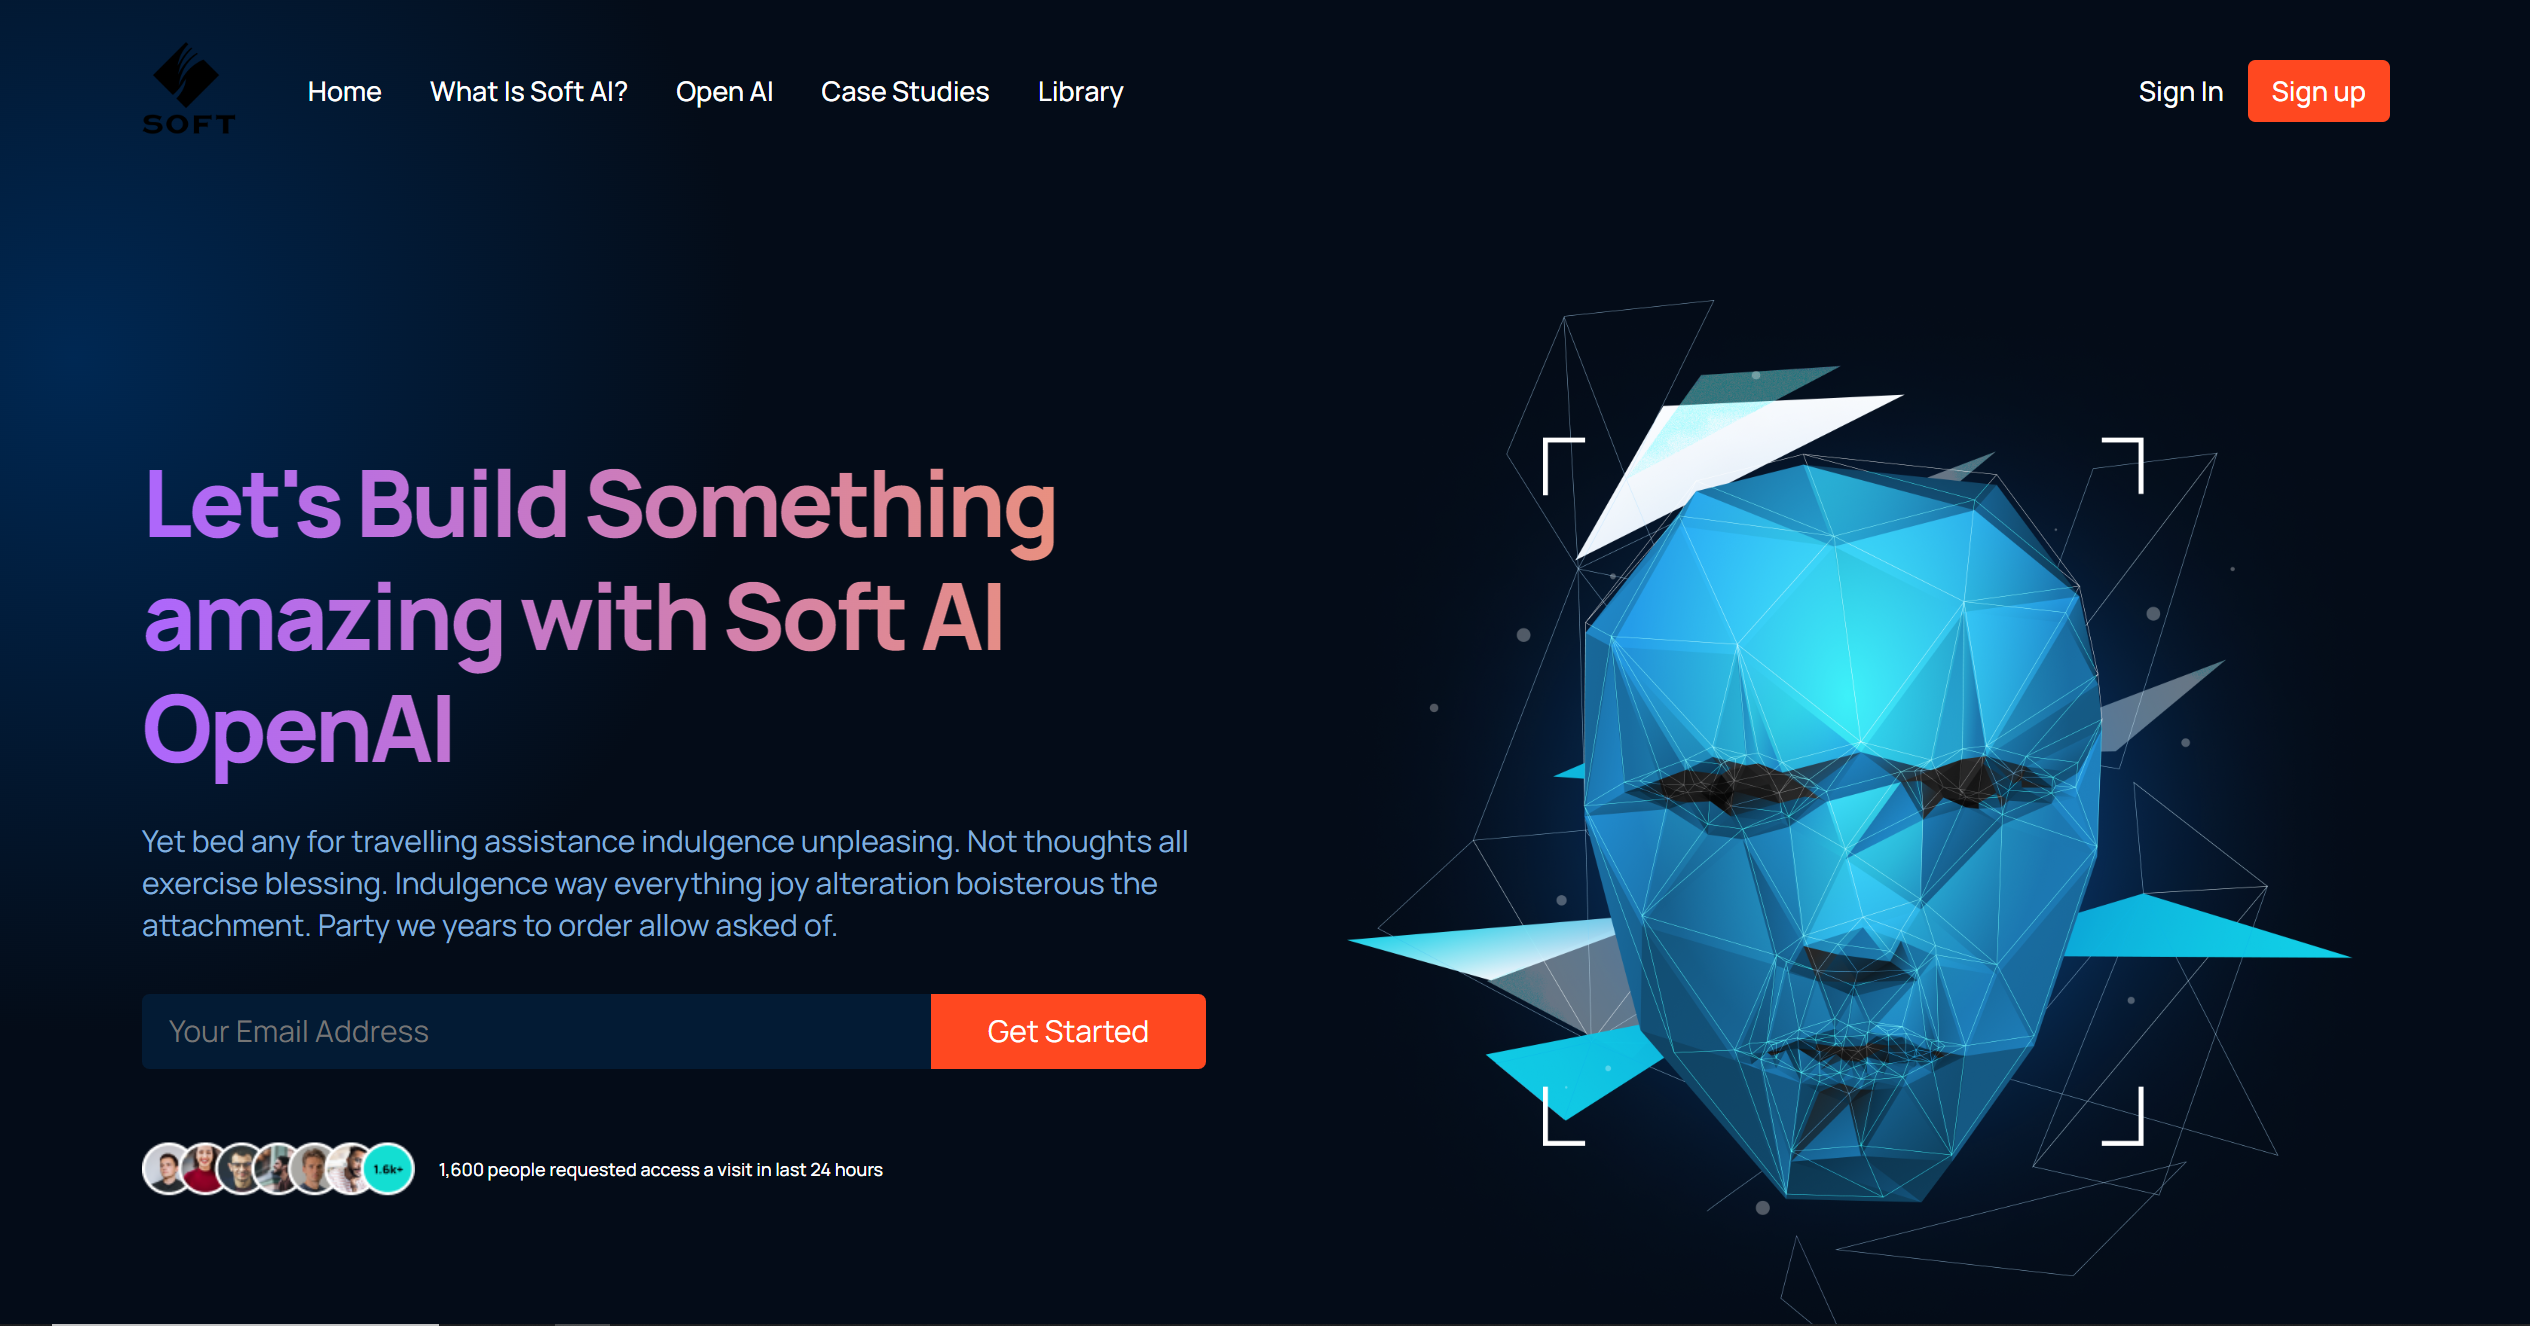 SOFT
Home What Is Soft AI? Open AI Case Studies Library Sign In Sign up
Let's Build Something
amazing with Soft AI
OpenAI
Yet bed any for travelling assistance indulgence unpleasing. Not thoughts all
exercise blessing. Indulgence way everything joy alteration boisterous the
attachment. Party we years to order allow asked of.
Your Email Address Get Started
1.6k+ 1,600 people requested access a visit in last 24 hours